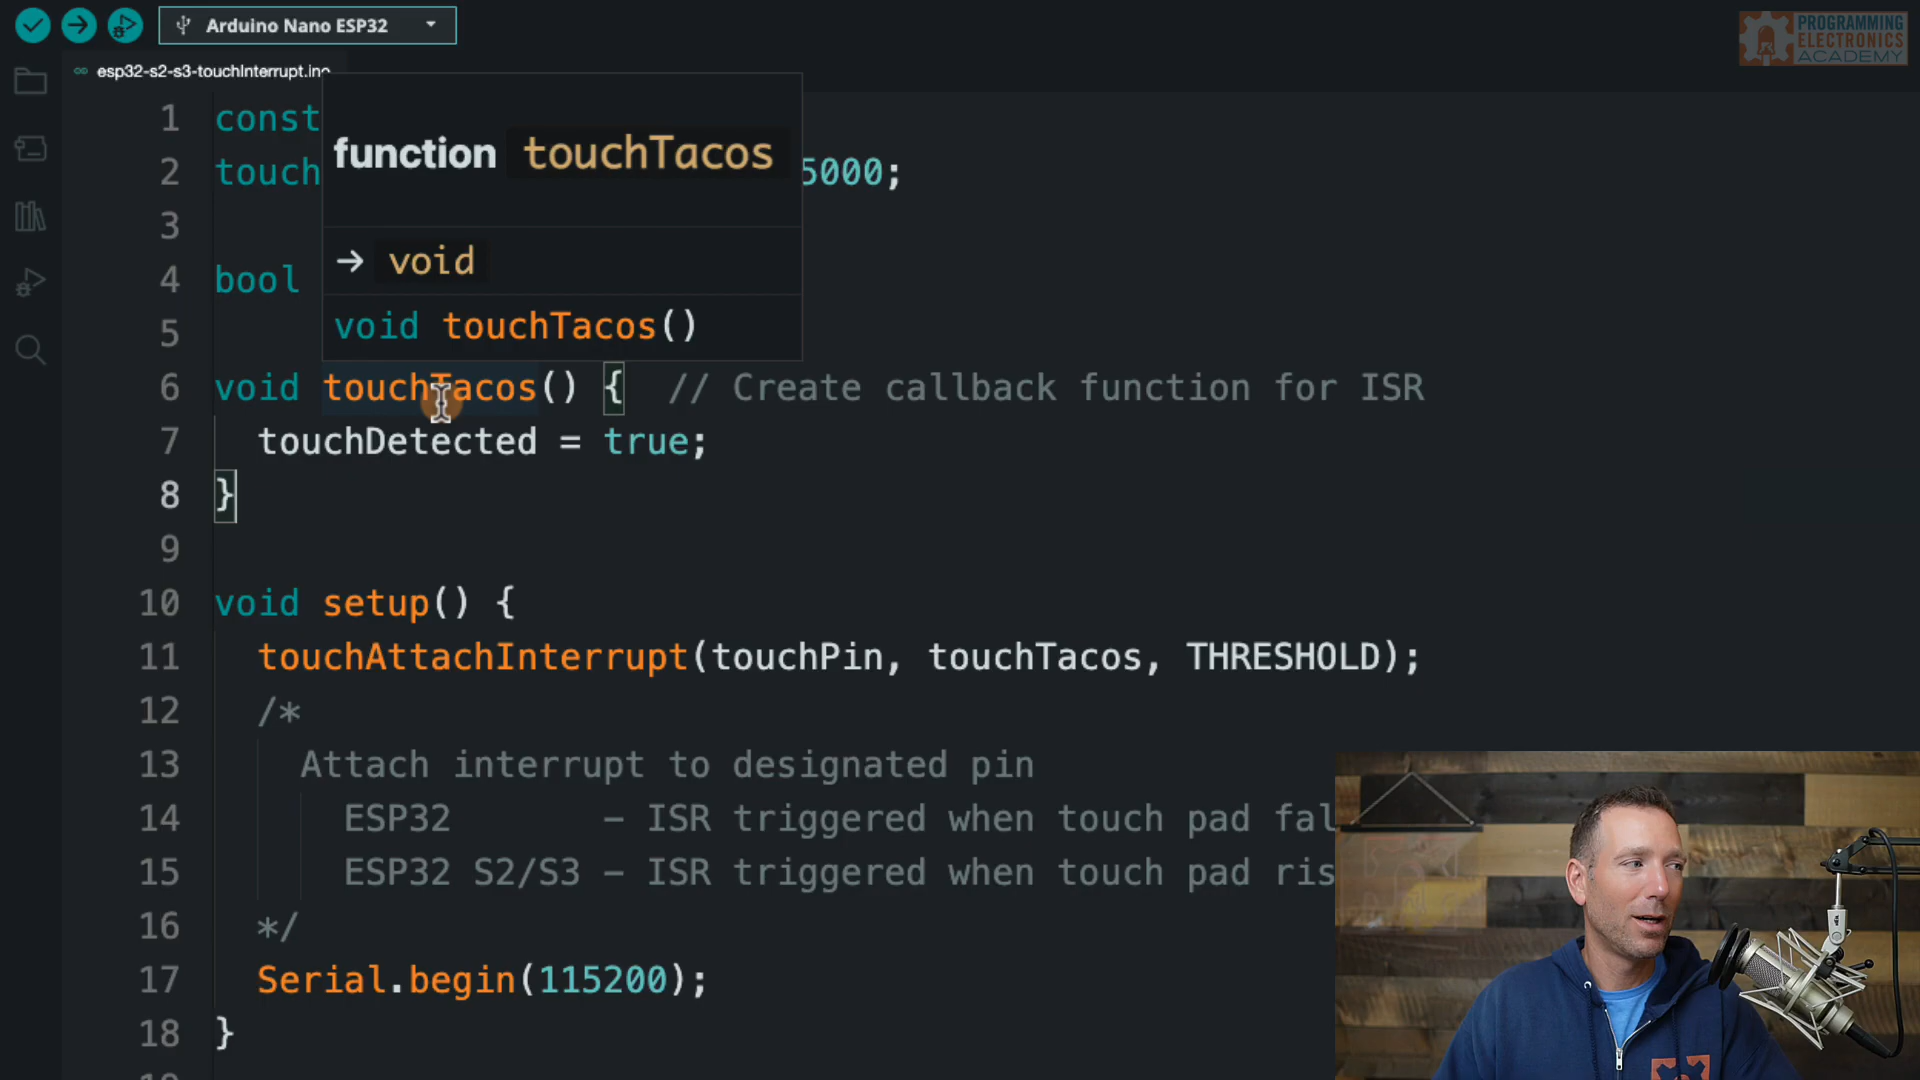 Arduino Nano ESP32
PROGRAMMING
ELECTRONICS
ACADEMY
esp32-s2-s3-touchInterrupt.ino
1 const
function touchTacos
2 touch 5000;
3
→ void
4 bool
void touchTacos()
5
6 void touchTacos() { // Create callback function for ISR
7 touchDetected = true;
8 }
9
10 void setup() {
11 touchAttachInterrupt(touchPin, touchTacos, THRESHOLD);
12 /*
13 Attach interrupt to designated pin
14 ESP32 – ISR triggered when touch pad fal
15 ESP32 S2/S3 – ISR triggered when touch pad ris
16 */
17 Serial.begin(115200);
18 }